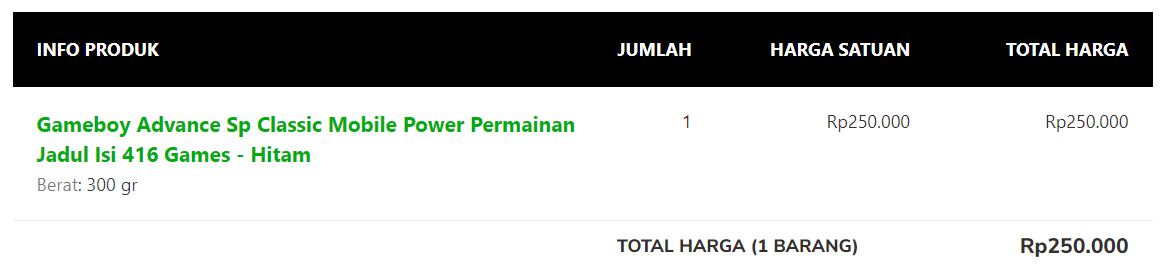 INFO PRODUK JUMLAH HARGA SATUAN TOTAL HARGA
Gameboy Advance Sp Classic Mobile Power Permainan 1 Rp250.000 Rp250.000
Jadul Isi 416 Games - Hitam
Berat: 300 gr
TOTAL HARGA (1 BARANG) Rp250.000